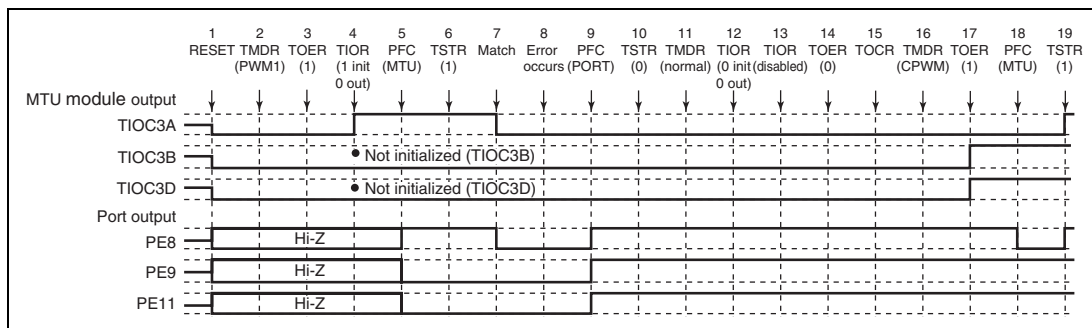 1 2 3 4 5 6 7 8 9 10 11 12 13 14 15 16 17 18 19
RESET TMDR TOER TIOR PFC TSTR Match Error PFC TSTR TMDR TIOR TIOR TOER TOCR TMDR TOER PFC TSTR
(PWM1) (1) (1 init (MTU) (1) occurs (PORT) (0) (normal) (0 init (disabled) (0) (CPWM) (1) (MTU) (1)
0 out) 0 out)
MTU module output
TIOC3A
TIOC3B • Not initialized (TIOC3B)
TIOC3D • Not initialized (TIOC3D)
Port output
PE8 Hi-Z
PE9 Hi-Z
PE11 Hi-Z